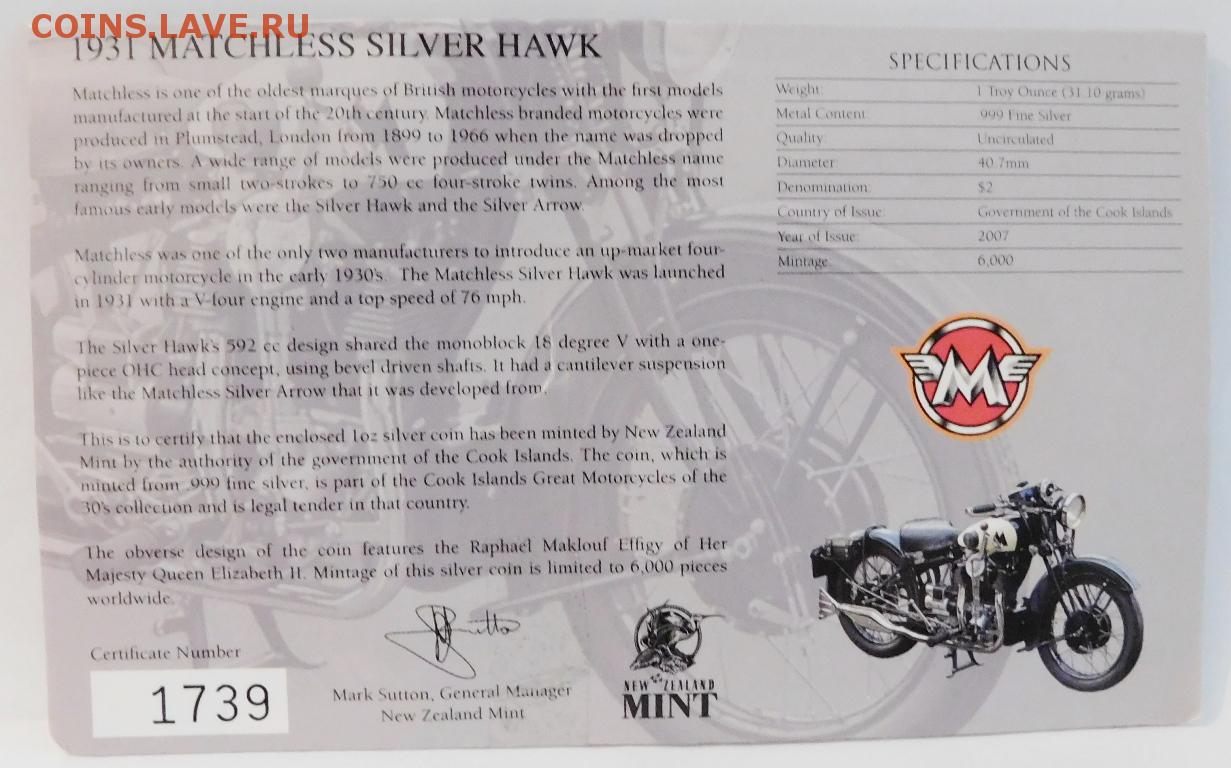 COINS.LAVE.RU
1931 MATCHLESS SILVER HAWK
Matchless is one of the oldest marques of British motorcycles with the first models
manufactured at the start of the 20th century. Matchless branded motorcycles were
produced in Plumstead, London from 1899 to 1966 when the name was dropped
by its owners. A wide range of models were produced under the Matchless name
ranging from small two-strokes to 750 cc four-stroke twins. Among the most
famous early models were the Silver Hawk and the Silver Arrow.
Matchless was one of the only two manufacturers to introduce an up-market four-
cylinder motorcycle in the early 1930's. The Matchless Silver Hawk was launched
in 1931 with a V-four engine and a top speed of 76 mph.
The Silver Hawk's 592 cc design shared the monoblock 18 degree V with a one-
piece OHC head concept, using bevel driven shafts. It had a cantilever suspension
like the Matchless Silver Arrow that it was developed from.
This is to certify that the enclosed 1oz silver coin has been minted by New Zealand
Mint by the authority of the government of the Cook Islands. The coin, which is
minted from .999 fine silver, is part of the Cook Islands Great Motorcycles of the
30's collection and is legal tender in that country.
The obverse design of the coin features the Raphael Maklouf Effigy of Her
Majesty Queen Elizabeth II. Mintage of this silver coin is limited to 6,000 pieces
worldwide.
Certificate Number
1739
Mark Sutton, General Manager
New Zealand Mint
NEW ZEALAND
MINT
SPECIFICATIONS
Weight: 1 Troy Ounce (31.10 grams)
Metal Content: .999 Fine Silver
Quality: Uncirculated
Diameter: 40.7mm
Denomination: $2
Country of Issue: Government of the Cook Islands
Year of Issue: 2007
Mintage: 6,000
M